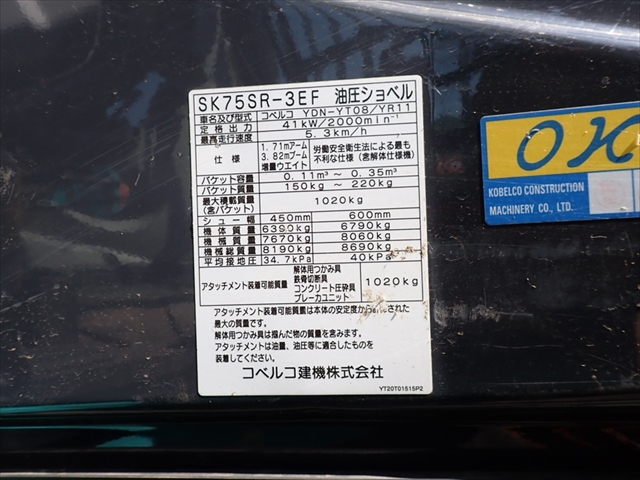 SK75SR-3EF 油圧ショベル
車名及び型式 コベルコ YDN-YT08/YR11
定格出力 41kW/2000min⁻¹
最高走行速度 5.3km/h
仕様 1.71mアーム 3.82mブーム 増量ウエイト 労働安全衛生法による最も不利な仕様(含解体仕様機)
バケット容量 0.11m³ ~ 0.35m³
バケット質量 150kg ~ 220kg
最大積載質量(含バケット) 1020kg
シュー幅 450mm 600mm
機体質量 6390kg 6790kg
機械質量 7670kg 8060kg
機械総質量 8190kg 8690kg
平均接地圧 34.7kPa 40kPa
アタッチメント装着可能質量 解体用つかみ具 鉄骨切断具 コンクリート圧砕具 ブレーカユニット 1020kg
アタッチメント装着可能質量は本体の安定度から された
最大の質量です。
解体用つかみ具は掴んだ物の質量を含みます。
アタッチメントは油量、油圧等に適合したものを
装着してください。
コベルコ建機株式会社
YT20T01515P2
OK
KOBELCO CONSTRUCTION
MACHINERY CO., LTD.